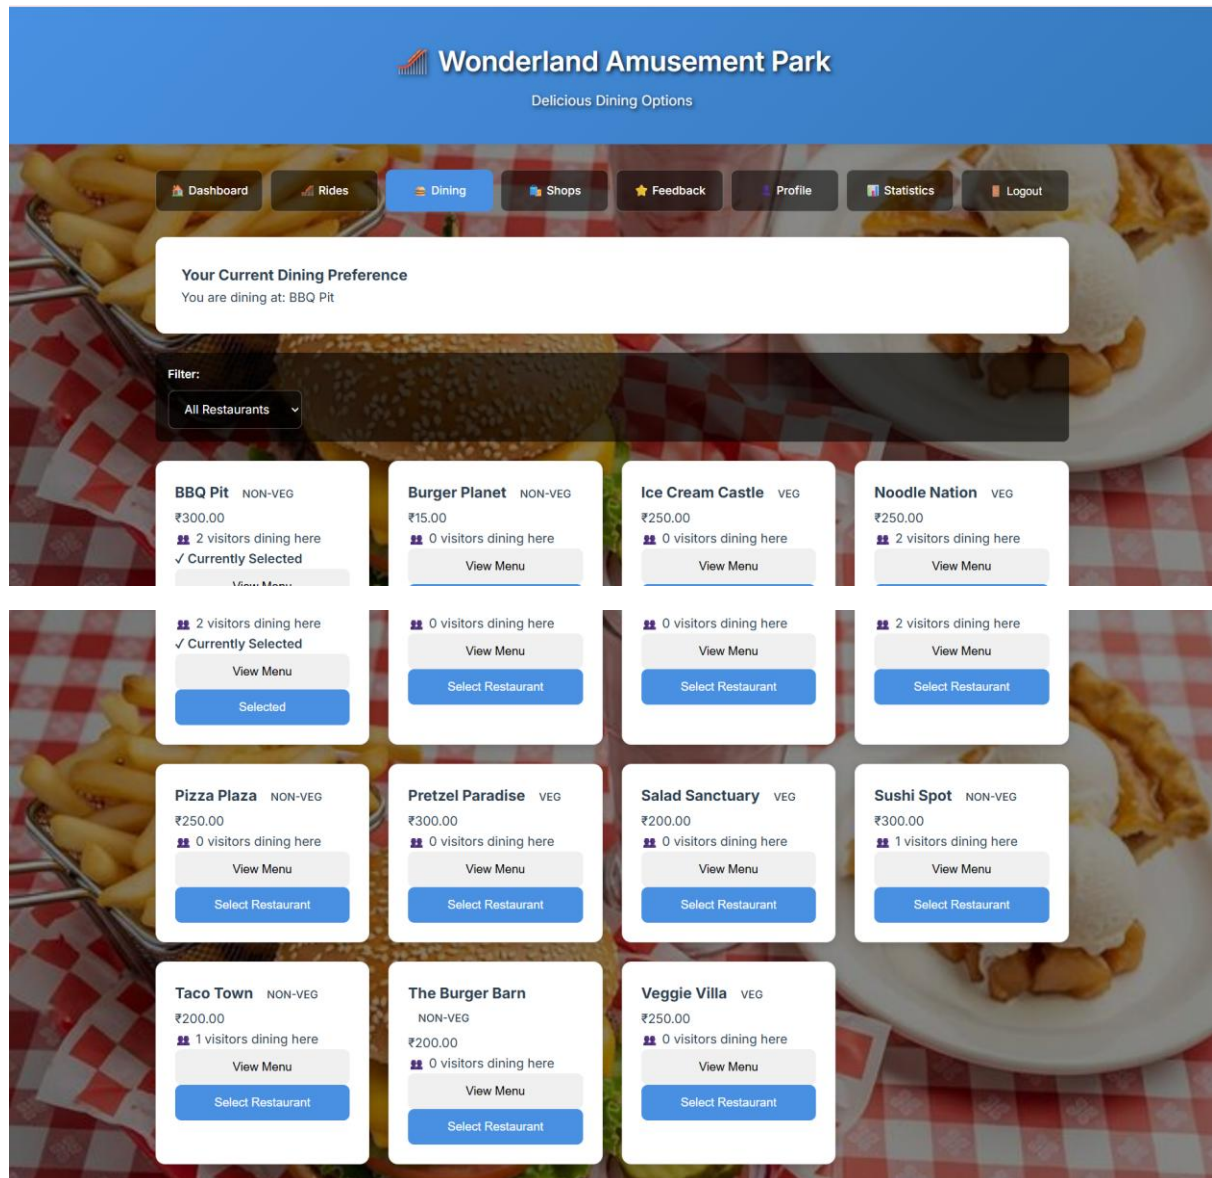 Wonderland Amusement Park
Delicious Dining Options
Dashboard Rides Dining Shops Feedback Profile Statistics Logout
Your Current Dining Preference
You are dining at: BBQ Pit
Filter:
All Restaurants
BBQ Pit NON-VEG Burger Planet NON-VEG Ice Cream Castle VEG Noodle Nation VEG
₹300.00 ₹15.00 ₹250.00 ₹250.00
2 visitors dining here 0 visitors dining here 0 visitors dining here 2 visitors dining here
✓ Currently Selected
View Menu View Menu View Menu View Menu
2 visitors dining here 0 visitors dining here 0 visitors dining here 2 visitors dining here
✓ Currently Selected
View Menu View Menu View Menu View Menu
Selected Select Restaurant Select Restaurant Select Restaurant
Pizza Plaza NON-VEG Pretzel Paradise VEG Salad Sanctuary VEG Sushi Spot NON-VEG
₹250.00 ₹300.00 ₹200.00 ₹300.00
0 visitors dining here 0 visitors dining here 0 visitors dining here 1 visitors dining here
View Menu View Menu View Menu View Menu
Select Restaurant Select Restaurant Select Restaurant Select Restaurant
Taco Town NON-VEG The Burger Barn Veggie Villa VEG
NON-VEG
₹200.00 ₹200.00 ₹250.00
1 visitors dining here 0 visitors dining here 0 visitors dining here
View Menu View Menu View Menu
Select Restaurant Select Restaurant Select Restaurant